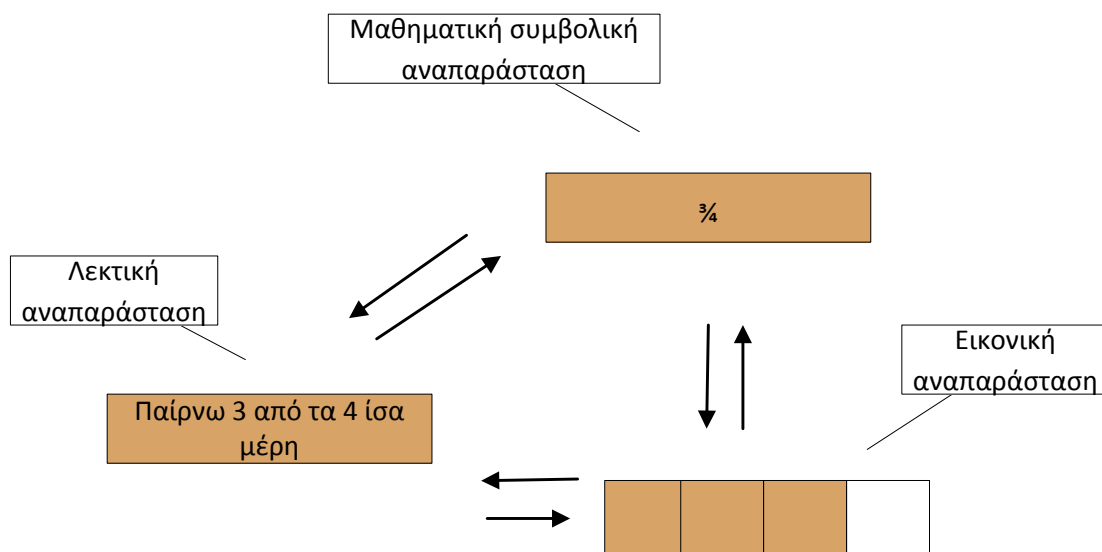 Μαθηματική συμβολική
αναπαράσταση
¾
Λεκτική
αναπαράσταση
Εικονική
αναπαράσταση
Παίρνω 3 από τα 4 ίσα
μέρη